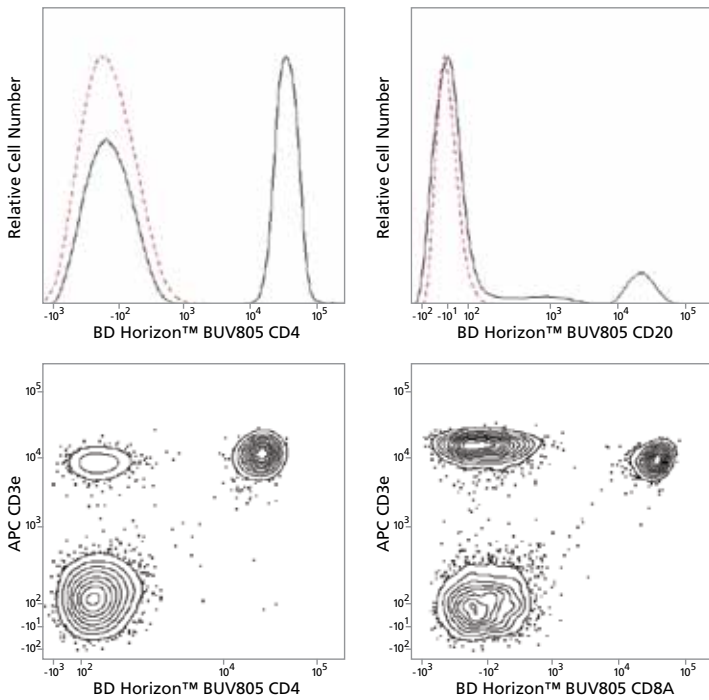 Relative Cell Number
-10³ -10² 10³ 10⁴ 10⁵
BD Horizon™ BUV805 CD4
Relative Cell Number
-10² -10¹ 10² 10³ 10⁴ 10⁵
BD Horizon™ BUV805 CD20
APC CD3e
10⁵
10⁴
10³
10²
-10¹
-10²
-10³ 10² 10⁴ 10⁵
BD Horizon™ BUV805 CD4
APC CD3e
10⁵
10⁴
10³
10²
-10¹
-10²
-10³ -10² 10³ 10⁴ 10⁵
BD Horizon™ BUV805 CD8A